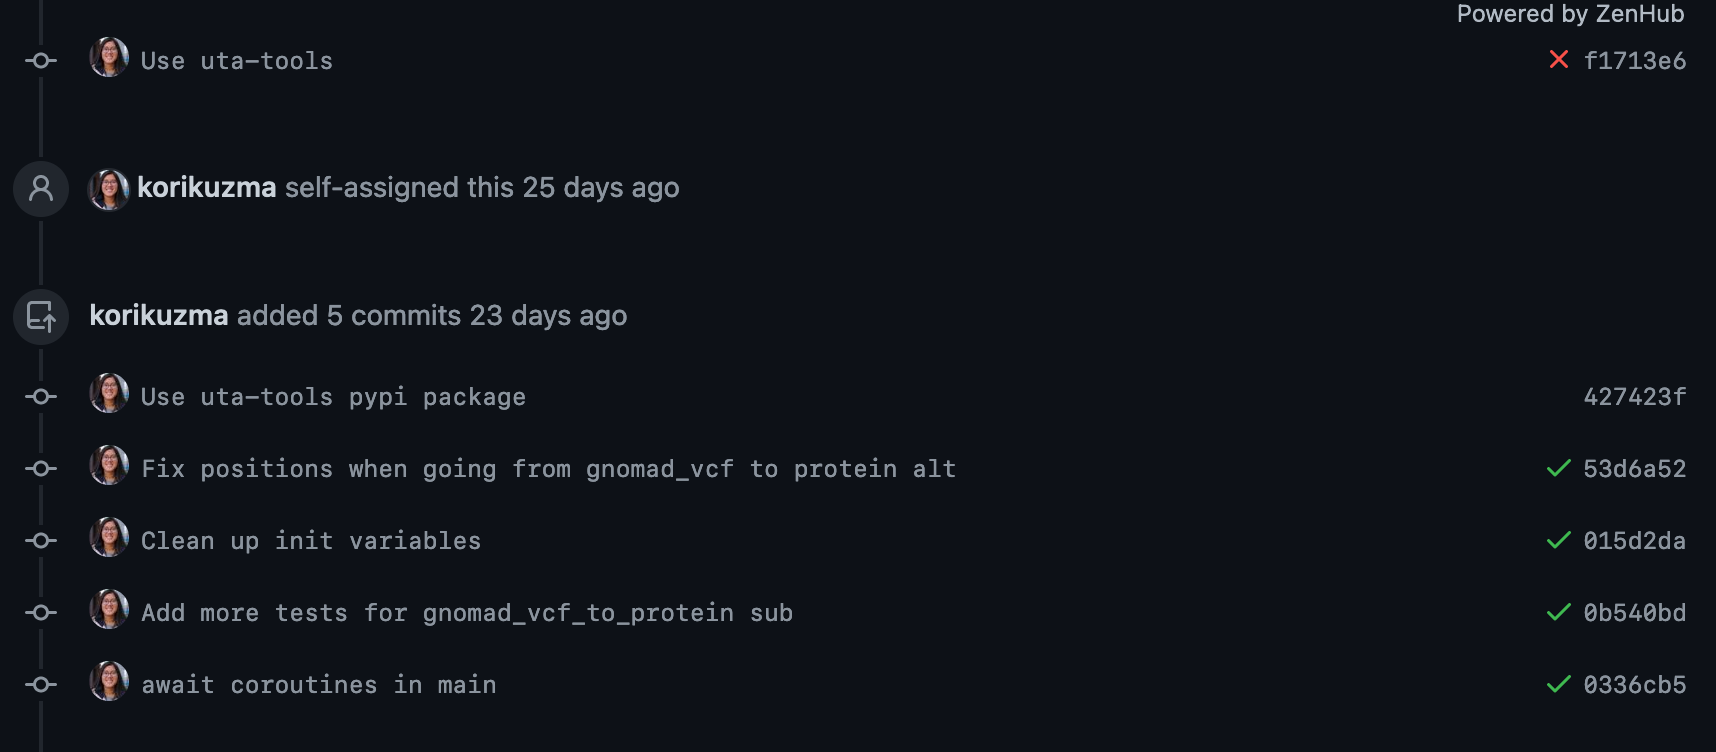 Powered by ZenHub
Use uta-tools f1713e6
korikuzma self-assigned this 25 days ago
korikuzma added 5 commits 23 days ago
Use uta-tools pypi package 427423f
Fix positions when going from gnomad_vcf to protein alt 53d6a52
Clean up init variables 015d2da
Add more tests for gnomad_vcf_to_protein sub 0b540bd
await coroutines in main 0336cb5